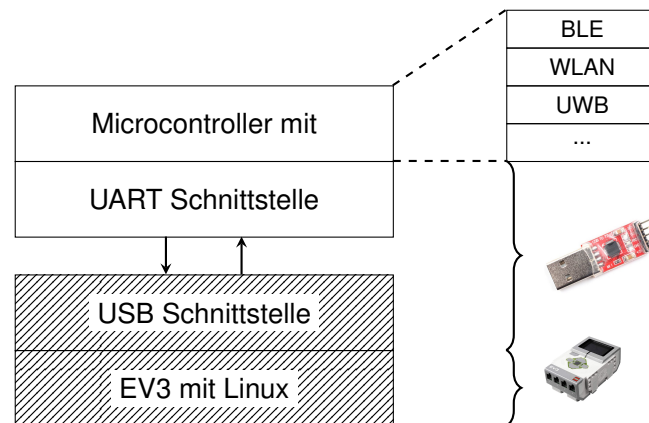 BLE
WLAN
UWB
...
Microcontroller mit
UART Schnittstelle
USB Schnittstelle
EV3 mit Linux